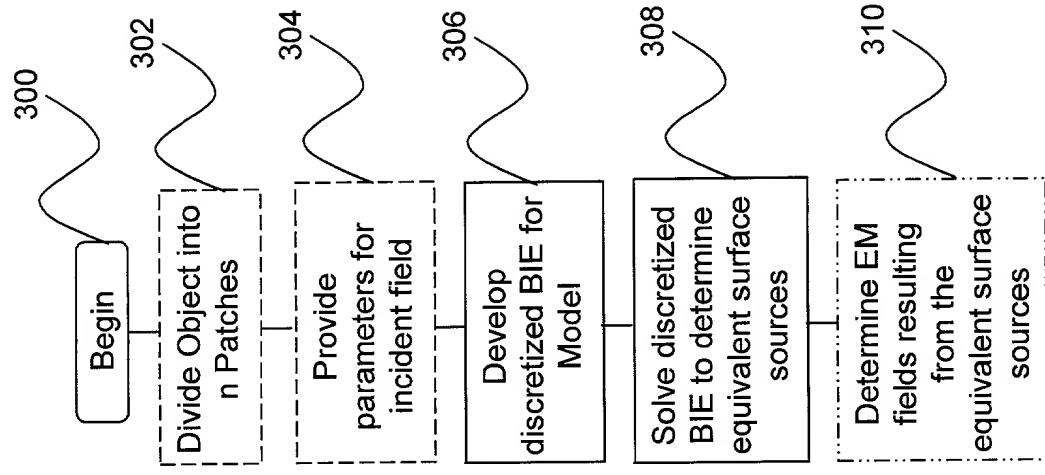 300
Begin
302
Divide Object into
n Patches
304
Provide
parameters for
incident field
306
Develop
discretized BIE for
Model
308
Solve discretized
BIE to determine
equivalent surface
sources
310
Determine EM
fields resulting
from the
equivalent surface
sources